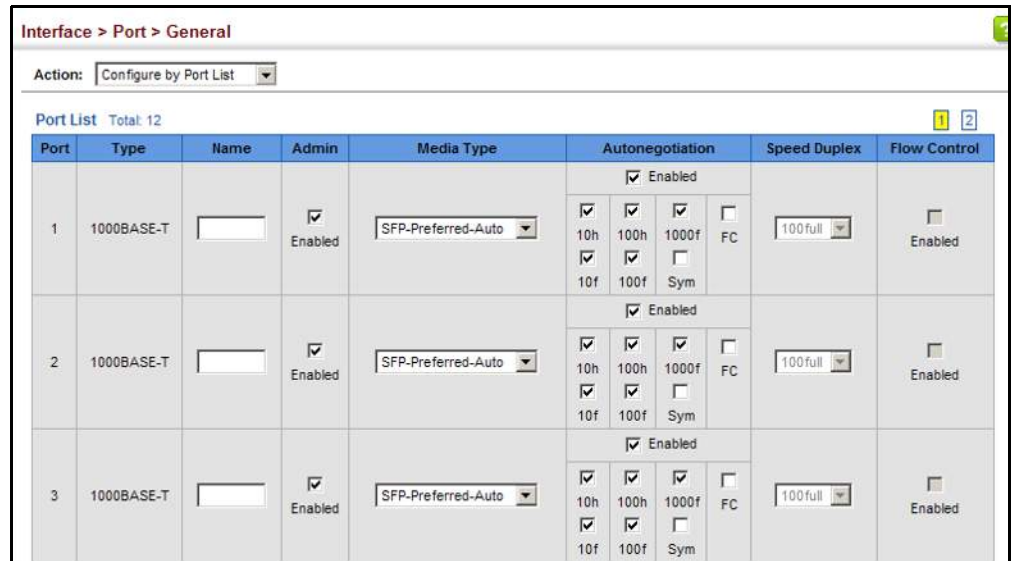 Interface > Port > General
?
Action: Configure by Port List
Port List Total: 12 1 2
Port Type Name Admin Media Type Autonegotiation Speed Duplex Flow Control
Enabled
1 1000BASE-T Enabled SFP-Preferred-Auto 10h 100h 1000f FC 100full Enabled
10f 100f Sym
Enabled
2 1000BASE-T Enabled SFP-Preferred-Auto 10h 100h 1000f FC 100full Enabled
10f 100f Sym
Enabled
3 1000BASE-T Enabled SFP-Preferred-Auto 10h 100h 1000f FC 100full Enabled
10f 100f Sym